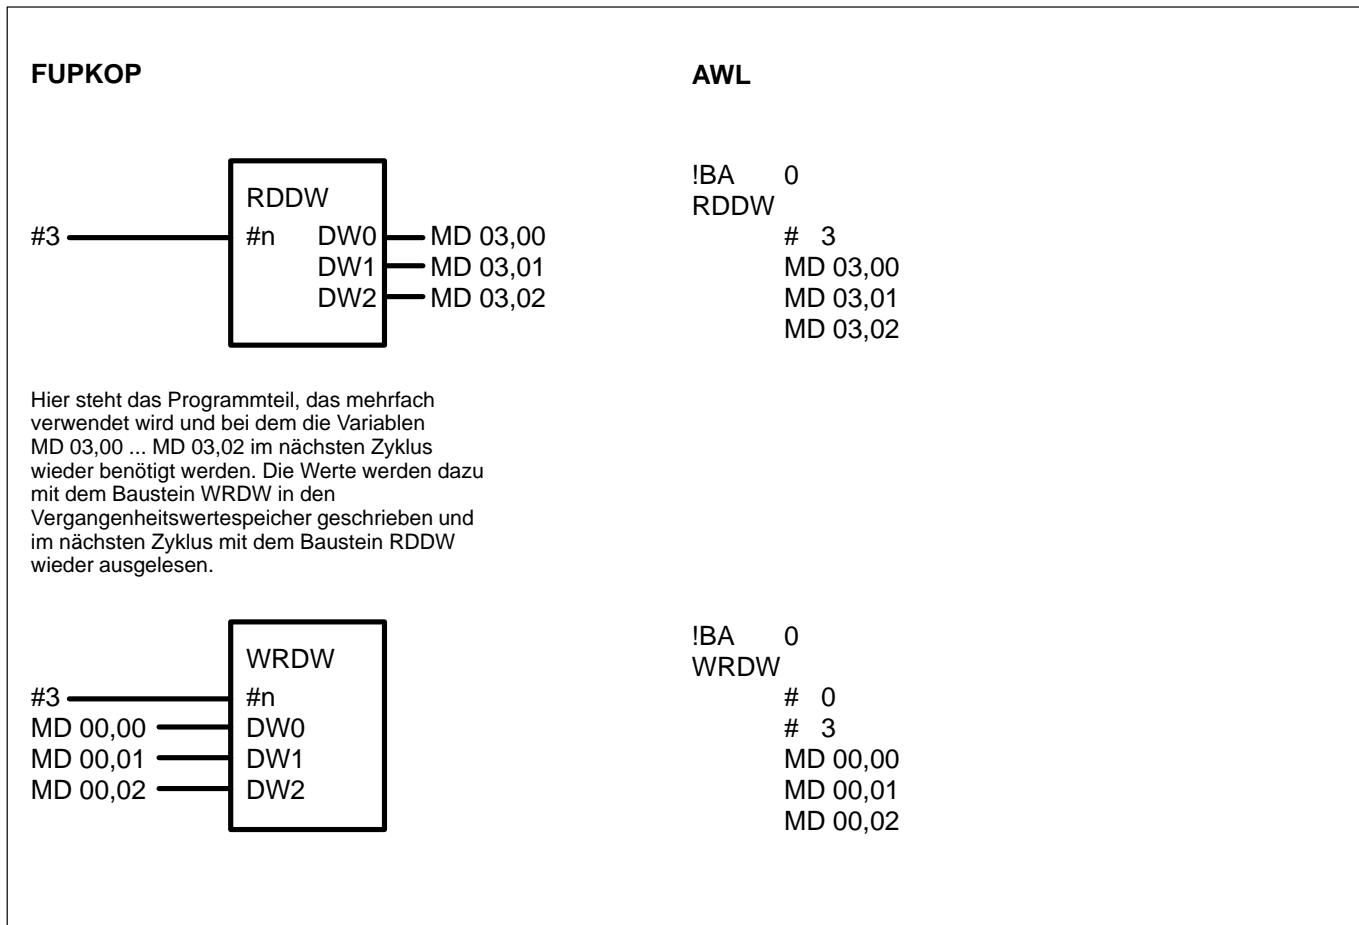 FUPKOP
AWL
RDDW
#3 #n DW0 MD 03,00
DW1 MD 03,01
DW2 MD 03,02
!BA 0
RDDW
# 3
MD 03,00
MD 03,01
MD 03,02
Hier steht das Programmteil, das mehrfach
verwendet wird und bei dem die Variablen
MD 03,00 ... MD 03,02 im nächsten Zyklus
wieder benötigt werden. Die Werte werden dazu
mit dem Baustein WRDW in den
Vergangenheitswertespeicher geschrieben und
im nächsten Zyklus mit dem Baustein RDDW
wieder ausgelesen.
WRDW
#3 #n
MD 00,00 DW0
MD 00,01 DW1
MD 00,02 DW2
!BA 0
WRDW
# 0
# 3
MD 00,00
MD 00,01
MD 00,02